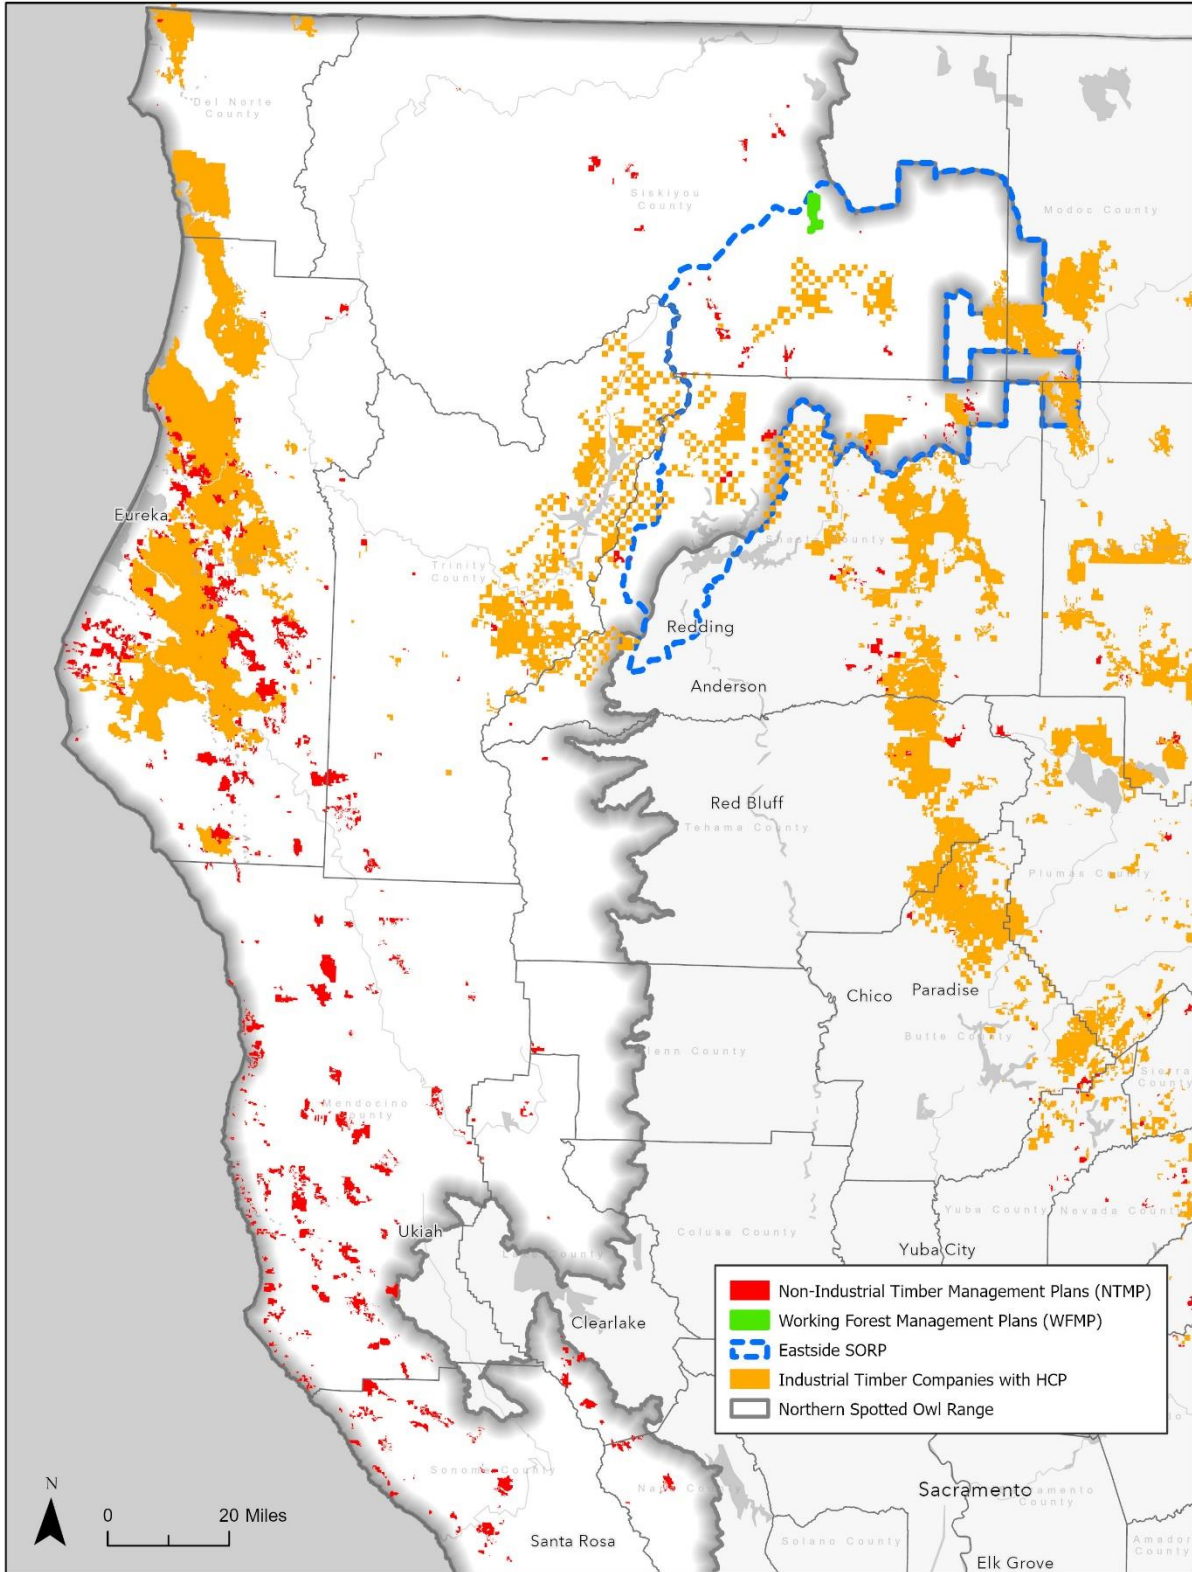 Del Norte
County
Siskiyou
County
Modoc County
Eureka
Trinity
County
Shasta County
Redding
Anderson
Red Bluff
Tehama County
Plumas County
Chico
Paradise
Butte County
Glenn County
Sierra
County
Mendocino
County
Ukiah
Lake County
Colusa County
Yuba County
Nevada County
Yuba City
Clearlake
Non-Industrial Timber Management Plans (NTMP)
Working Forest Management Plans (WFMP)
Eastside SORP
Industrial Timber Companies with HCP
Northern Spotted Owl Range
Sonoma County
Napa County
Sacramento
Sacramento
County
N
0
20 Miles
Santa Rosa
Solano County
Amador
County
Elk Grove